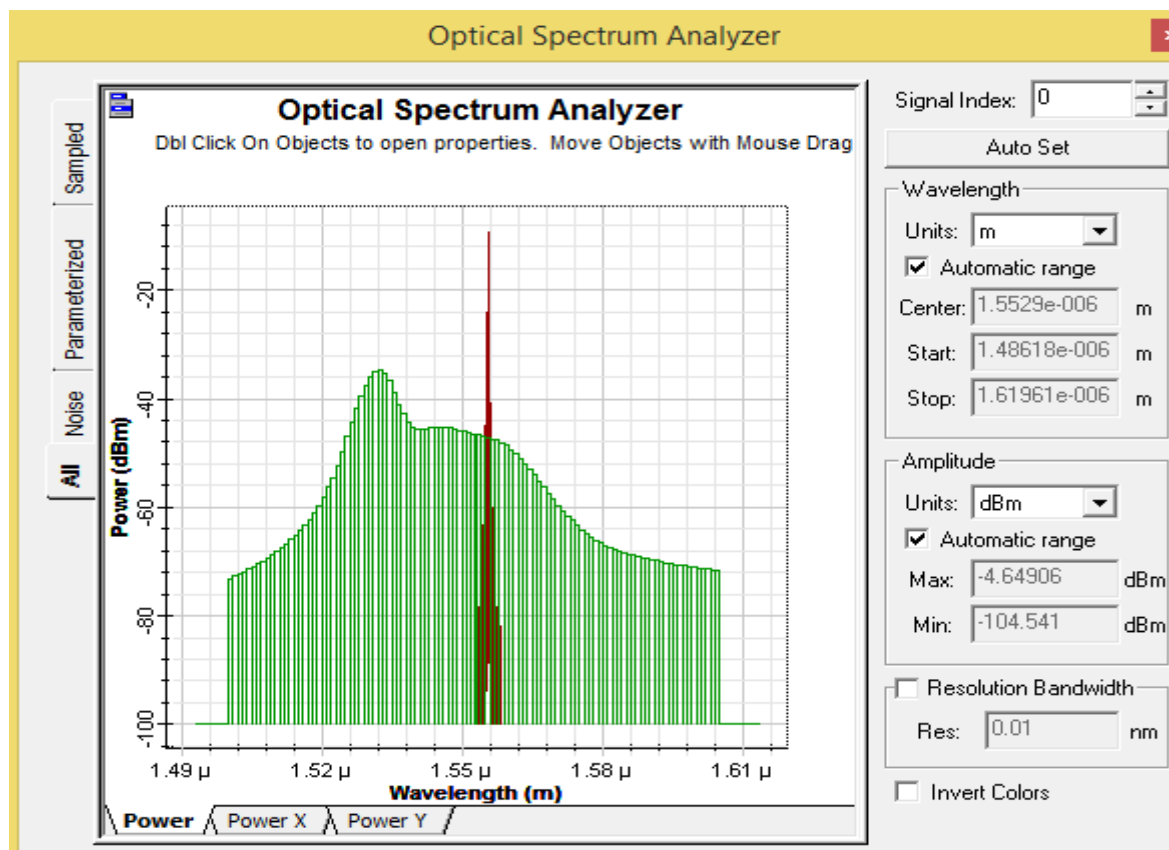 Optical Spectrum Analyzer
Optical Spectrum Analyzer
Dbl Click On Objects to open properties. Move Objects with Mouse Drag
Sampled
Parameterized
Noise
All
Power (dBm)
-20
-40
-60
-80
-100
1.49 µ
1.52 µ
1.55 µ
1.58 µ
1.61 µ
Wavelength (m)
Power
Power X
Power Y
Signal Index: 0
Auto Set
Wavelength
Units: m
Automatic range
Center: 1.5529e-006 m
Start: 1.48618e-006 m
Stop: 1.61961e-006 m
Amplitude
Units: dBm
Automatic range
Max: -4.64906 dBm
Min: -104.541 dBm
Resolution Bandwidth
Res: 0.01 nm
Invert Colors